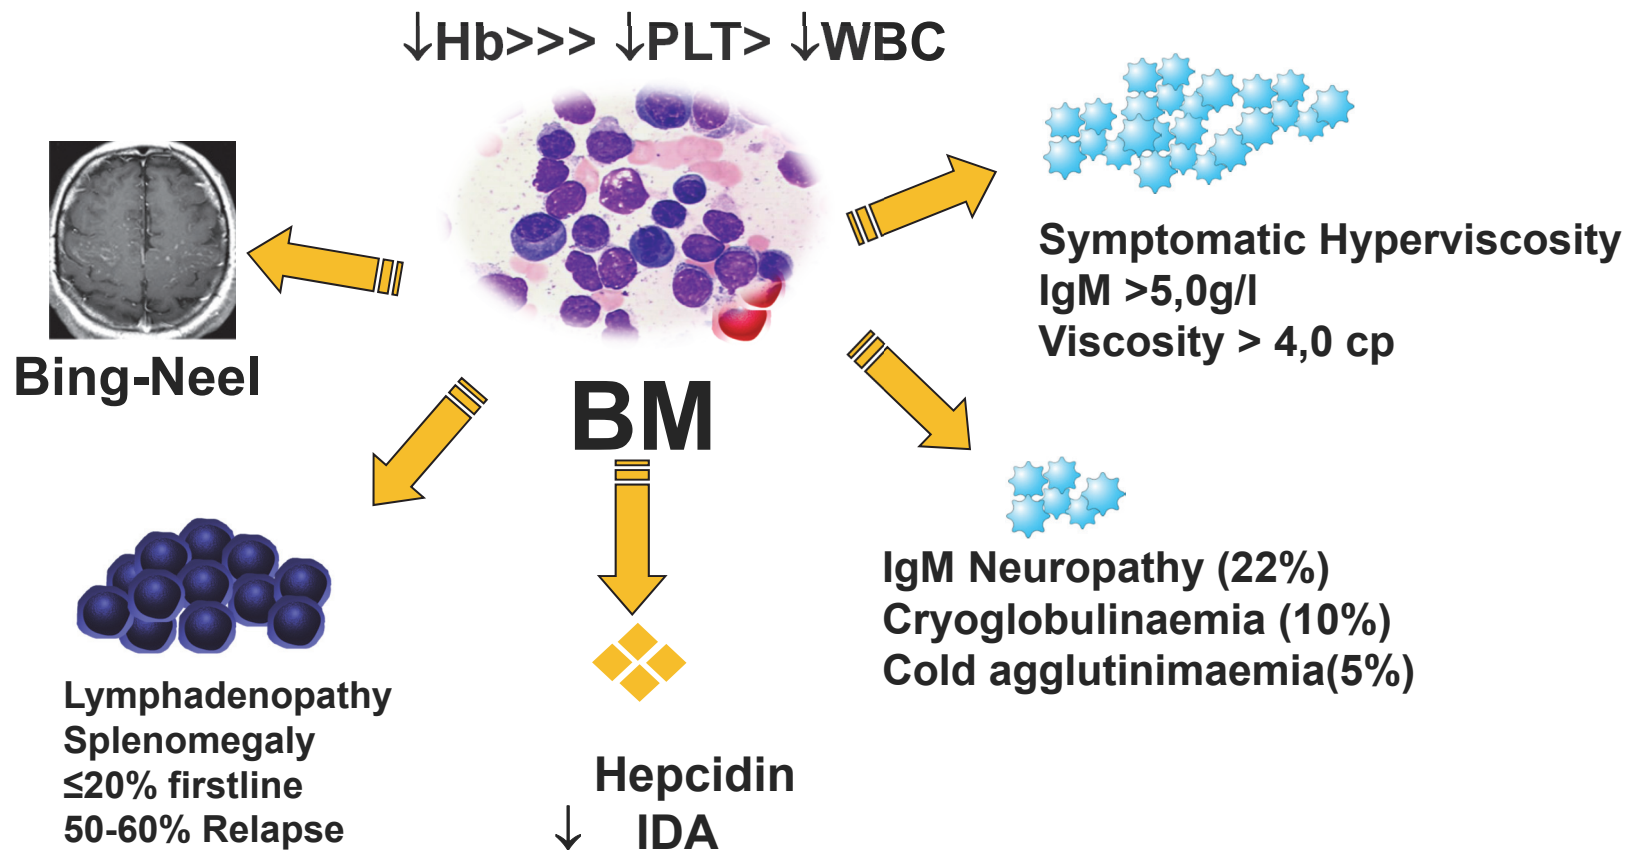 ↓Hb>>> ↓PLT> ↓WBC
Symptomatic Hyperviscosity
IgM >5,0g/l
Viscosity > 4,0 cp
Bing-Neel
BM
IgM Neuropathy (22%)
Cryoglobulinaemia (10%)
Cold agglutinimaemia(5%)
Lymphadenopathy
Splenomegaly
≤20% firstline
50-60% Relapse
Hepcidin
↓ IDA